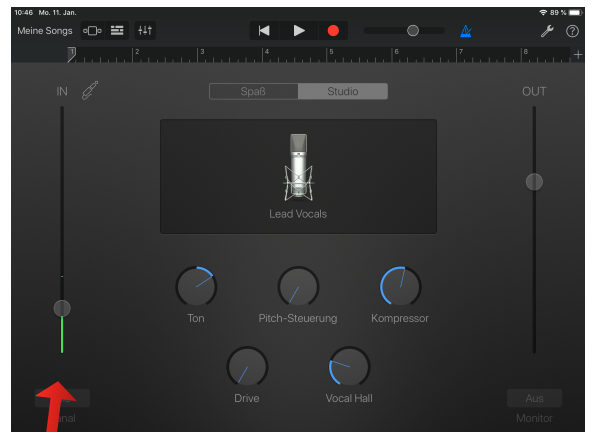 10:46 Mo. 11. Jan.
89 %
Meine Songs
?
1 2 3 4 5 6 7 8 +
IN
Spaß Studio
OUT
Lead Vocals
Ton Pitch-Steuerung Kompressor
Drive Vocal Hall
Aus
Monitor